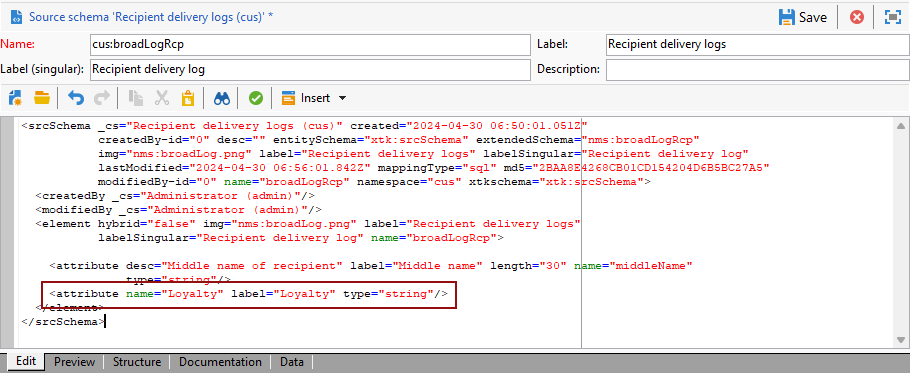 Source schema 'Recipient delivery logs (cus)' * Save
Name: cus:broadLogRcp Label: Recipient delivery logs
Label (singular): Recipient delivery log Description:
Insert
<srcSchema _cs="Recipient delivery logs (cus)" created="2024-04-30 06:50:01.051Z"
createdBy-id="0" desc="" entitySchema="xtk:srcSchema" extendedSchema="nms:broadLogRcp"
img="nms:broadLog.png" label="Recipient delivery logs" labelSingular="Recipient delivery log"
lastModified="2024-04-30 06:56:01.842Z" mappingType="sql" md5="2BAA8E4268CB01CD154204D6B5BC27A5"
modifiedBy-id="0" name="broadLogRcp" namespace="cus" xtkschema="xtk:srcSchema">
<createdBy _cs="Administrator (admin)"/>
<modifiedBy _cs="Administrator (admin)"/>
<element hybrid="false" img="nms:broadLog.png" label="Recipient delivery logs"
labelSingular="Recipient delivery log" name="broadLogRcp">
<attribute desc="Middle name of recipient" label="Middle name" length="30" name="middleName"
type="string"/>
<attribute name="Loyalty" label="Loyalty" type="string"/>
</element>
</srcSchema>
Edit Preview Structure Documentation Data